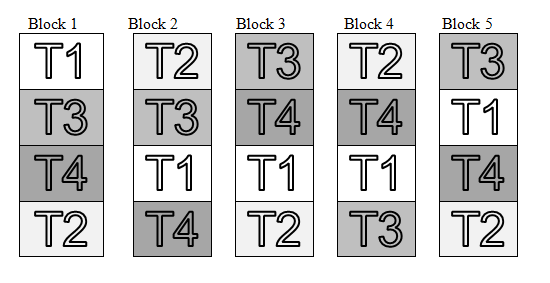 Block 1 Block 2 Block 3 Block 4 Block 5
T1 T2 T3 T2 T3
T3 T3 T4 T4 T1
T4 T1 T1 T1 T4
T2 T4 T2 T3 T2